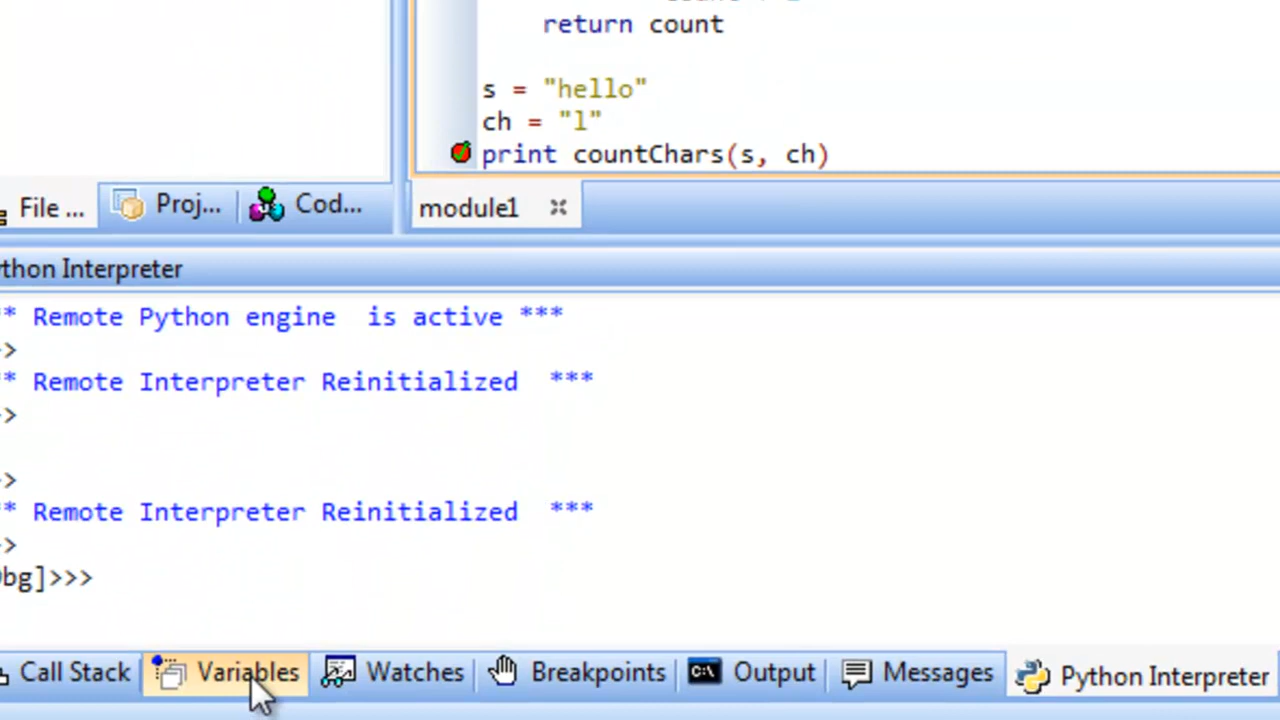 return count
s = "hello"
ch = "l"
print countChars(s, ch)
File ...
Proj...
Cod...
module1
thon Interpreter
* Remote Python engine  is active ***
>
* Remote Interpreter Reinitialized  ***
>
>
* Remote Interpreter Reinitialized  ***
>
bg]>>>
Call Stack
Variables
Watches
Breakpoints
Output
Messages
Python Interpreter